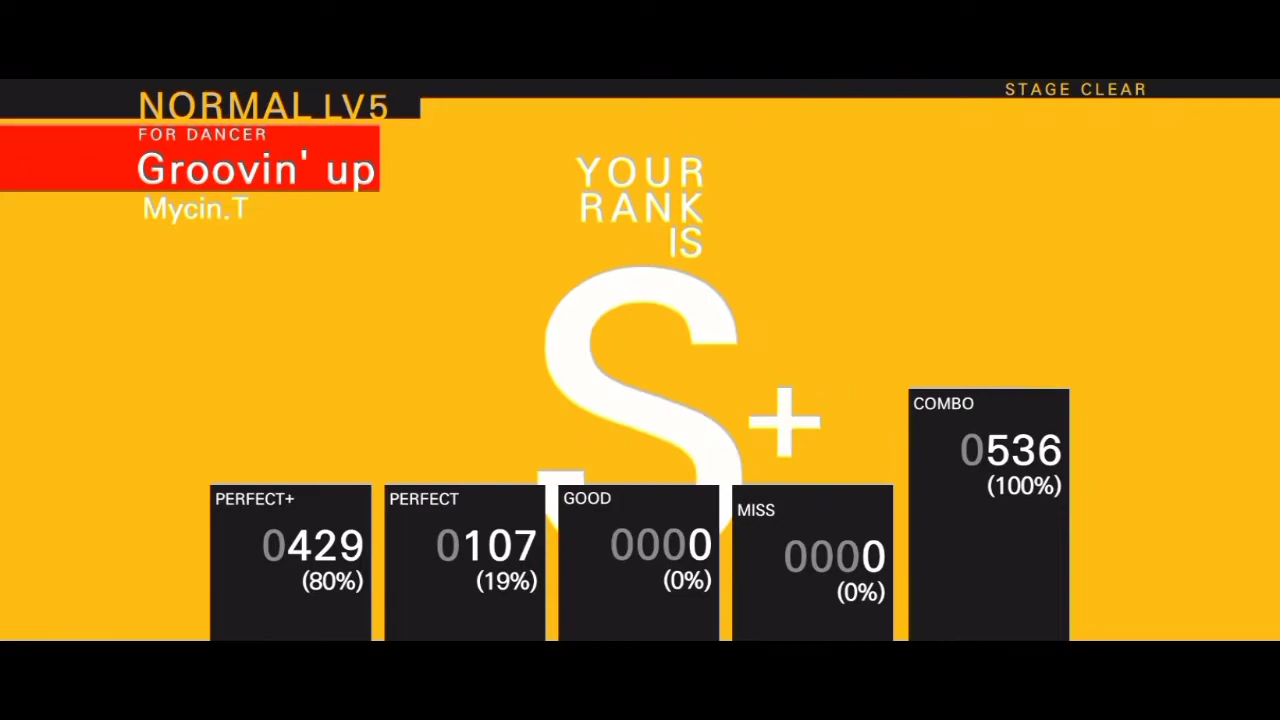 NORMAL LV5
STAGE CLEAR
FOR DANCER
Groovin' up
Mycin.T
YOUR
RANK
IS
S+
COMBO
0536
(100%)
PERFECT+
0429
(80%)
PERFECT
0107
(19%)
GOOD
0000
(0%)
MISS
0000
(0%)